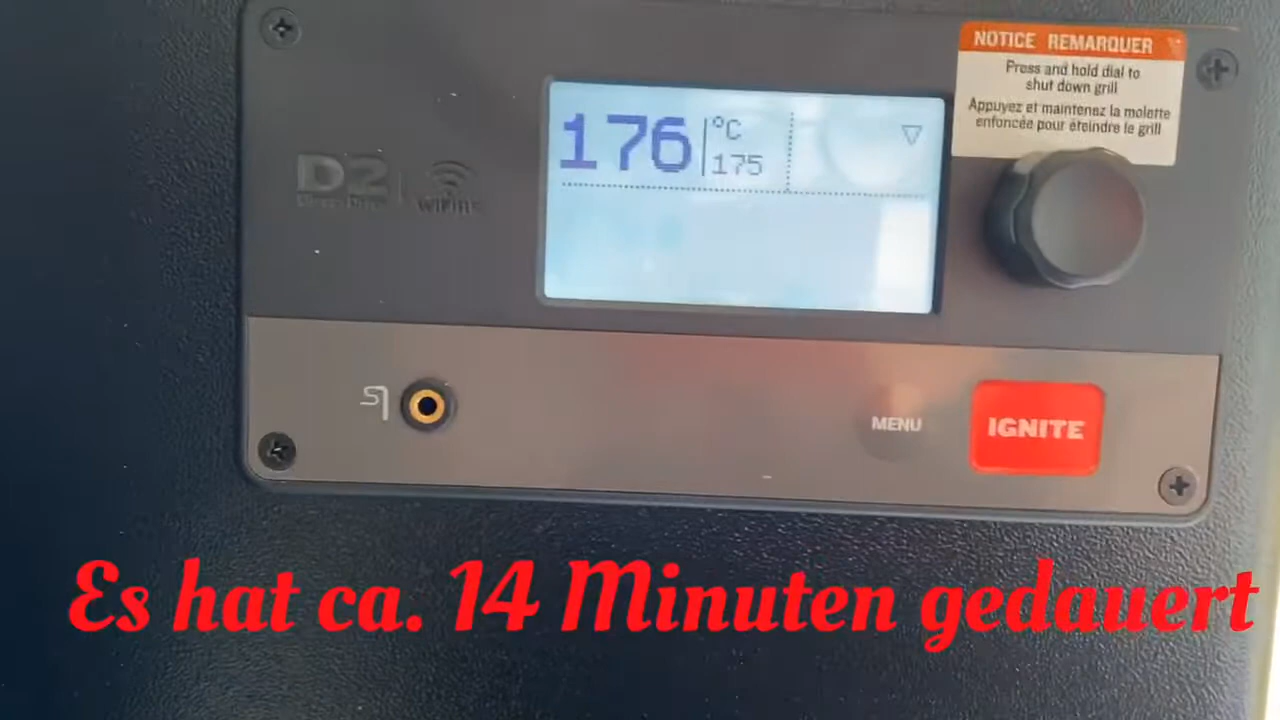 NOTICE REMARQUER
Press and hold dial to
shut down grill
Appuyez et maintenez la molette
enfoncée pour éteindre le grill
176 °C
175
D2
WiFIRE
MENU
IGNITE
Es hat ca. 14 Minuten gedauert